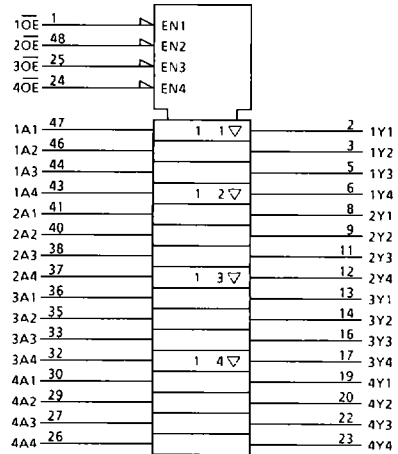 1OE 1 EN1
2OE 48 EN2
3OE 25 EN3
4OE 24 EN4
1A1 47 1 1▽ 2 1Y1
1A2 46 3 1Y2
1A3 44 5 1Y3
1A4 43 1 2▽ 6 1Y4
2A1 41 8 2Y1
2A2 40 9 2Y2
2A3 38 11 2Y3
2A4 37 1 3▽ 12 2Y4
3A1 36 13 3Y1
3A2 35 14 3Y2
3A3 33 16 3Y3
3A4 32 1 4▽ 17 3Y4
4A1 30 19 4Y1
4A2 29 20 4Y2
4A3 27 22 4Y3
4A4 26 23 4Y4